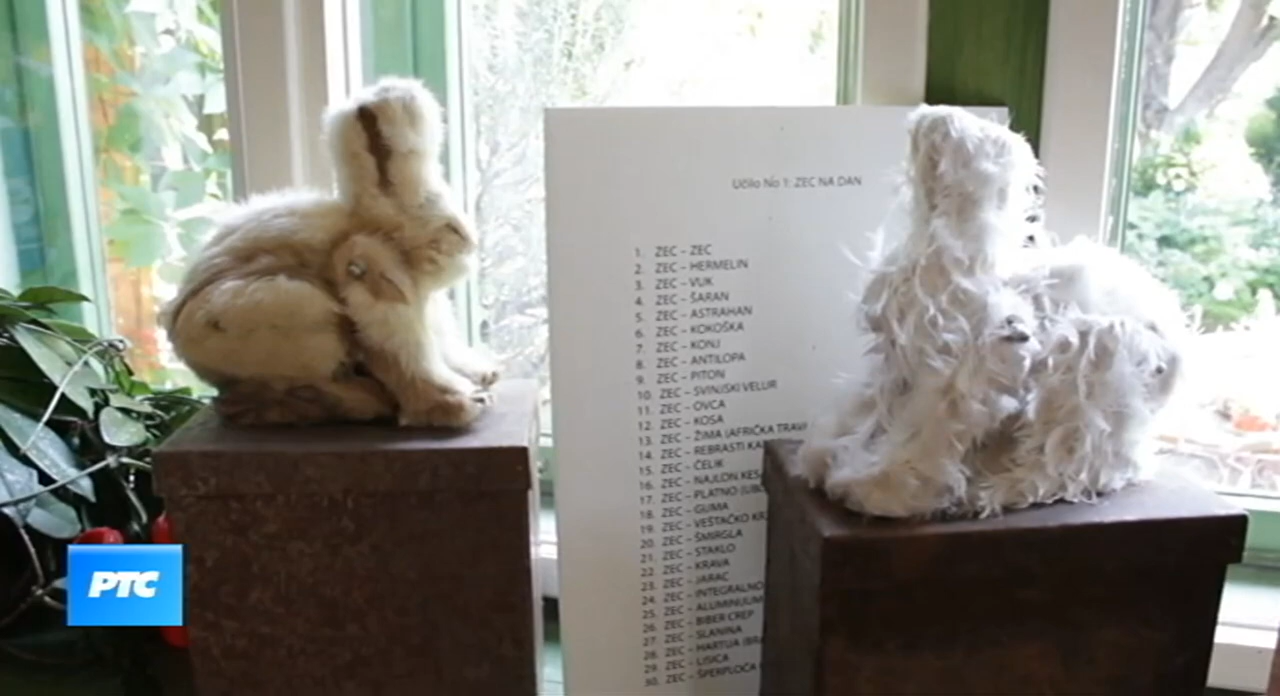 Učilo No 1: ZEC NA DAN
1. ZEC – ZEC
2. ZEC – HERMELIN
3. ZEC – VUK
4. ZEC – ŠARAN
5. ZEC – ASTRAHAN
6. ZEC – KOKOŠKA
7. ZEC – KONJ
8. ZEC – ANTILOPA
9. ZEC – PITON
10. ZEC – SVINJSKI VELUR
11. ZEC – OVCA
12. ZEC – KOSA
13. ZEC – ŽIMA (AFRIČKA
14. ZEC – REBRASTI
15. ZEC – ČELIK
16. ZEC – NAJLON
17. ZEC – PLATNO
18. ZEC – GUMA
19. ZEC – VEŠTAČKO
20. ZEC – ŠMIRGLA
21. ZEC – STAKLO
22. ZEC – KRAVA
23. ZEC – JARAC
24. ZEC – INTEGRALNO
25. ZEC – ALUMINIJUM
26. ZEC – BIBER CREP
27. ZEC – SLANINA
28. ZEC – HARTIJA
29. ZEC – LISICA
30. ZEC – ŠPERPLOČA
РТС